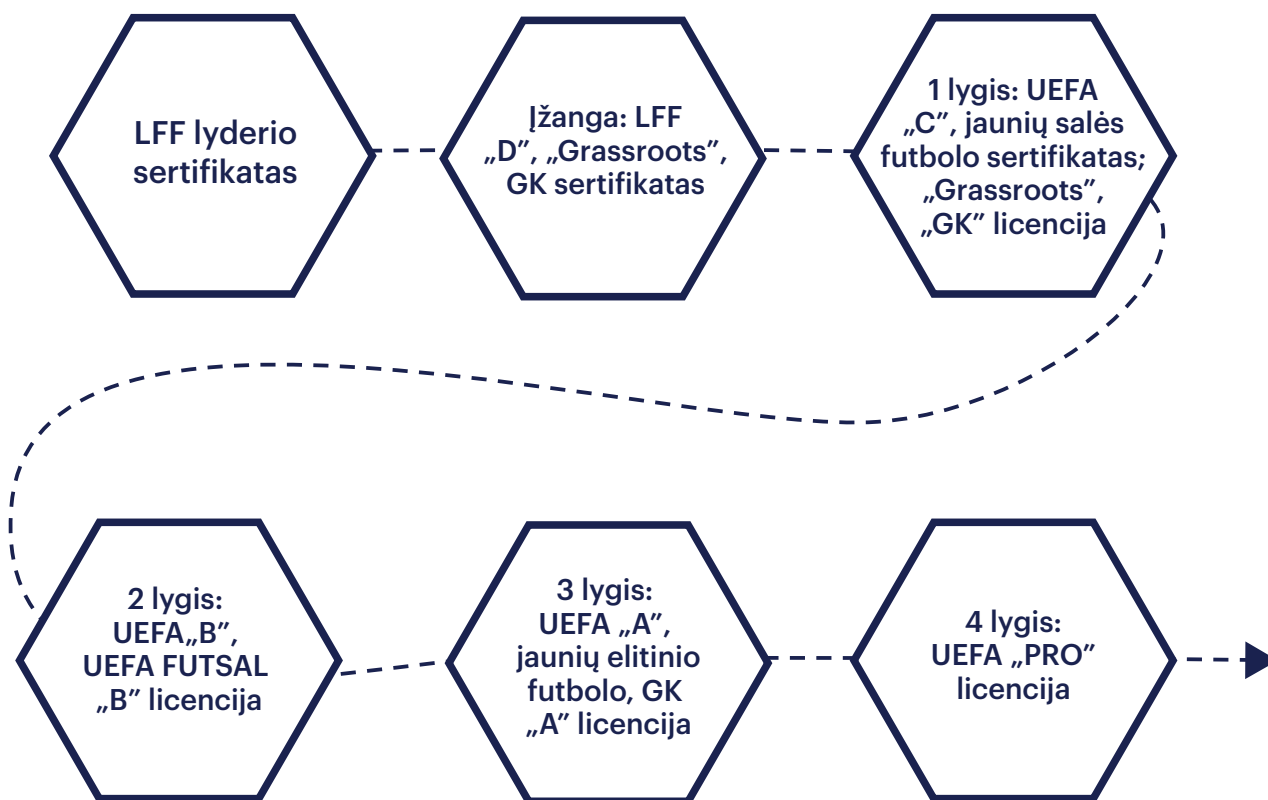 LFF lyderio
sertifikatas
Įžanga: LFF
„D”, „Grassroots”,
GK sertifikatas
1 lygis: UEFA
„C”, jaunių salės
futbolo sertifikatas;
„Grassroots”,
„GK” licencija
2 lygis:
UEFA„B”,
UEFA FUTSAL
„B” licencija
3 lygis:
UEFA „A”,
jaunių elitinio
futbolo, GK
„A” licencija
4 lygis:
UEFA „PRO”
licencija